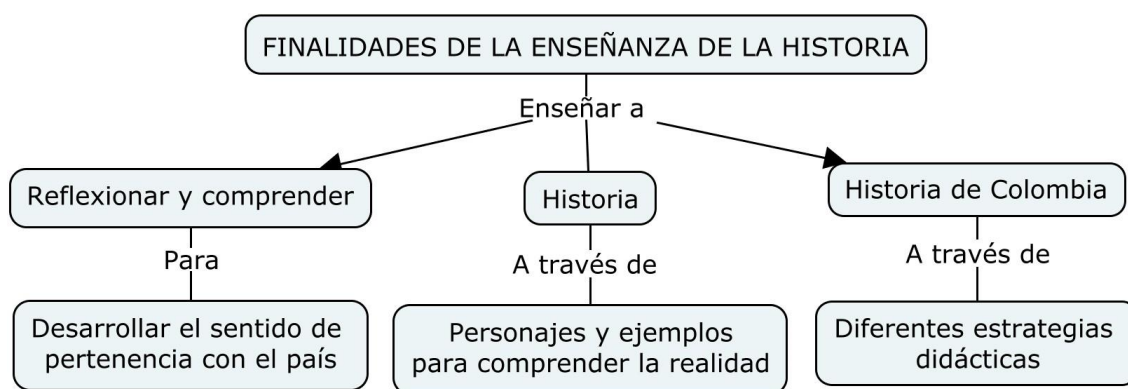 FINALIDADES DE LA ENSEÑANZA DE LA HISTORIA
Enseñar a
Reflexionar y comprender
Historia
Historia de Colombia
Para
A través de
A través de
Desarrollar el sentido de
pertenencia con el país
Personajes y ejemplos
para comprender la realidad
Diferentes estrategias
didácticas